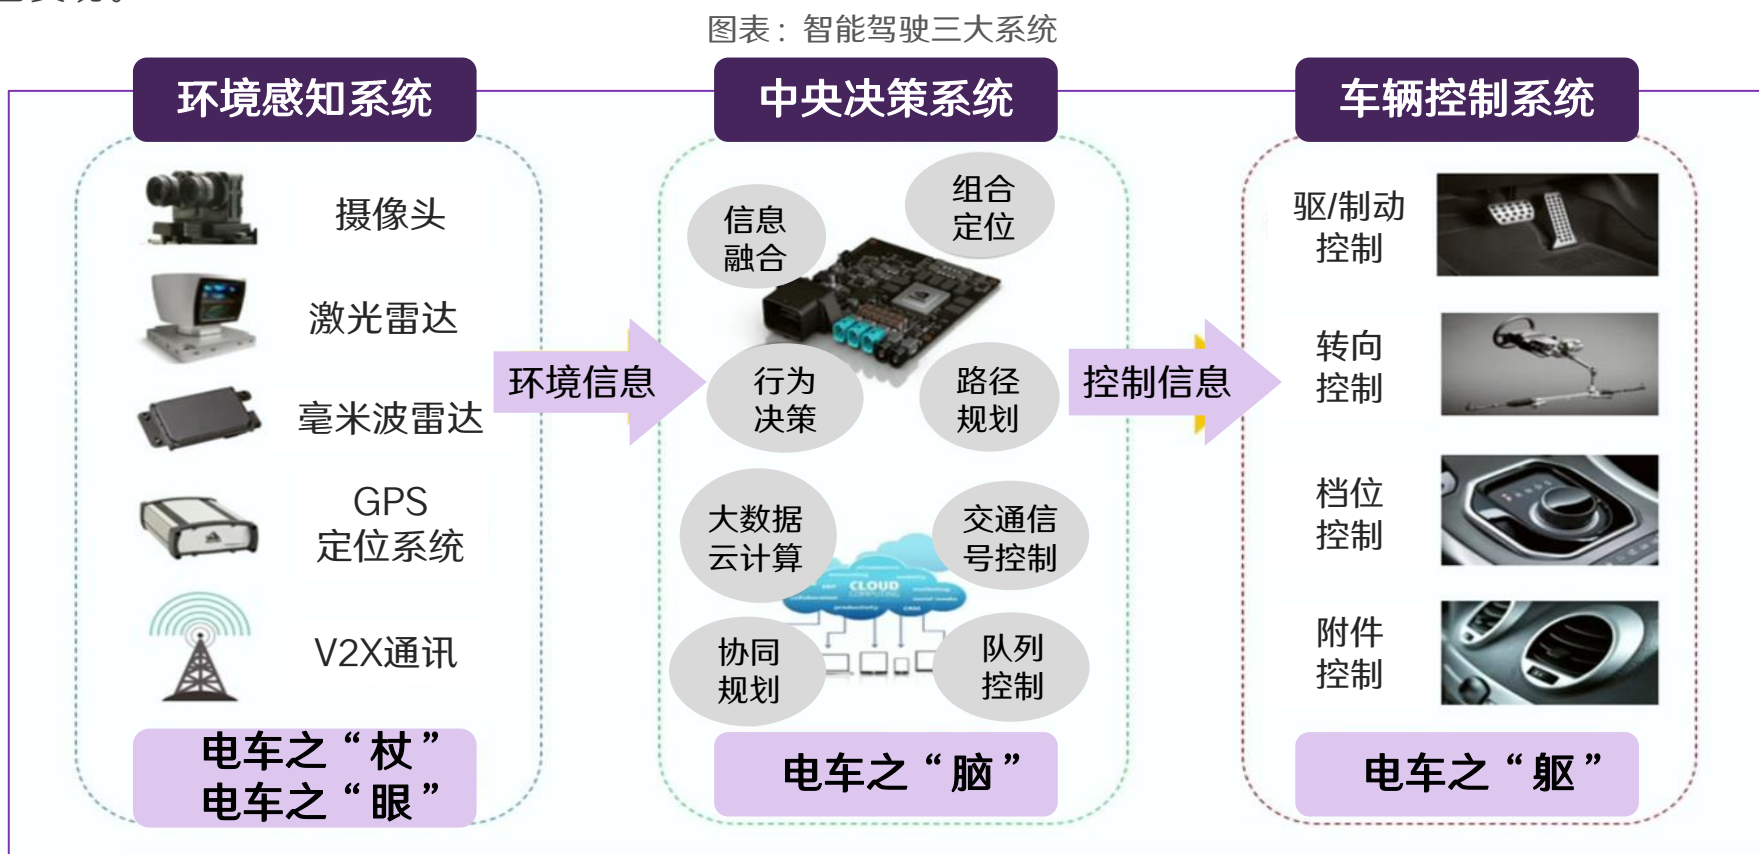 图表：智能驾驶三大系统
环境感知系统
摄像头
激光雷达
毫米波雷达
GPS
定位系统
V2X通讯
电车之“杖”
电车之“眼”
环境信息
中央决策系统
信息
融合
组合
定位
行为
决策
路径
规划
大数据
云计算
交通信
号控制
CLOUD
COMPUTING
productivity
CRM
协同
规划
队列
控制
电车之“脑”
控制信息
车辆控制系统
驱/制动
控制
转向
控制
档位
控制
附件
控制
电车之“躯”